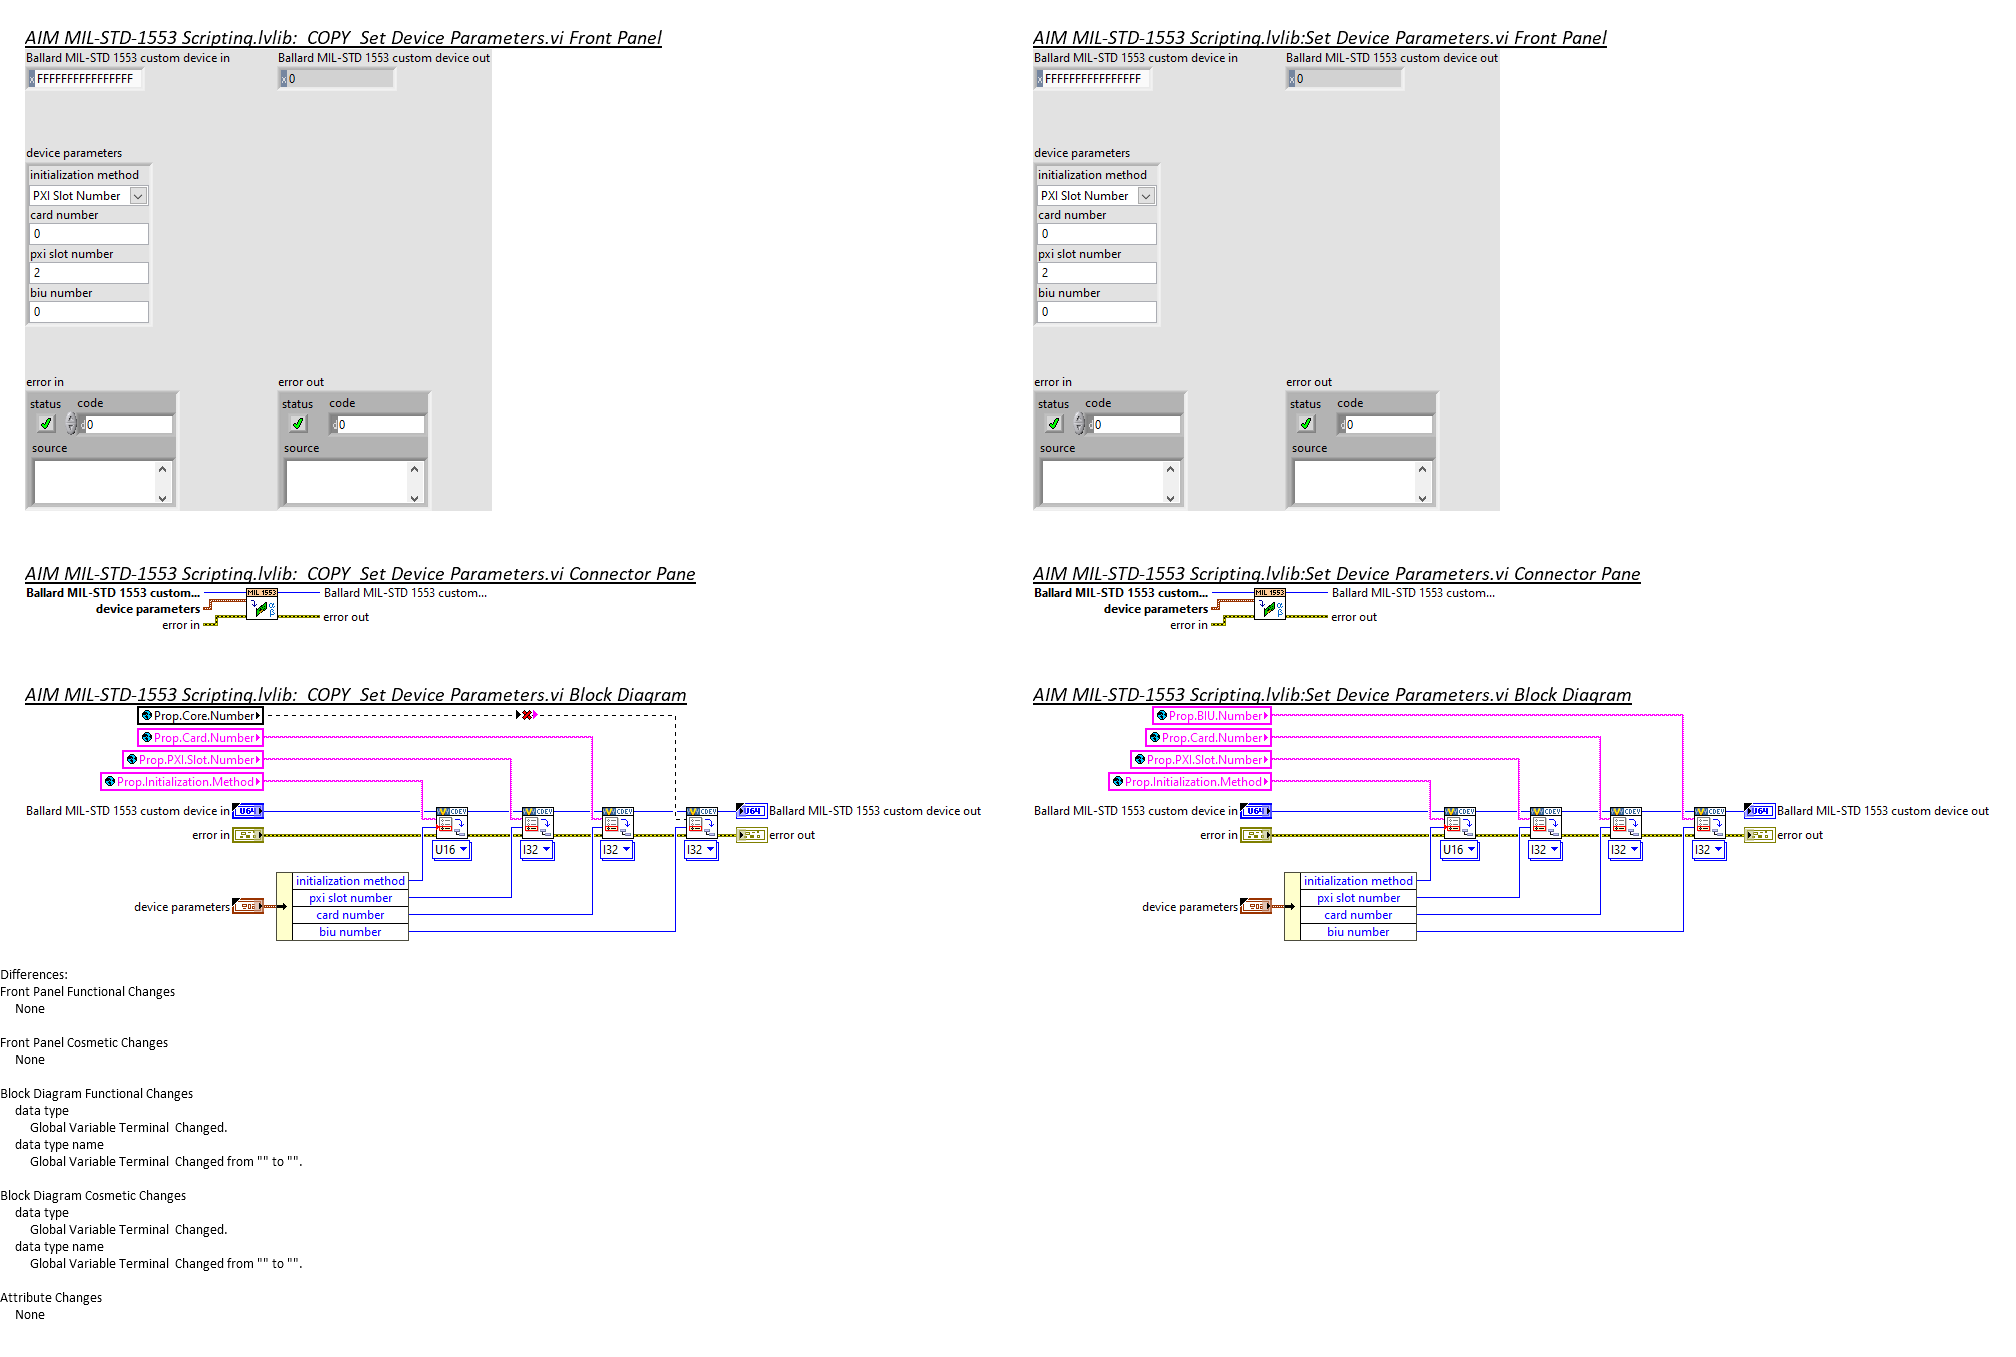 AIM MIL-STD-1553 Scripting.lvlib:  COPY  Set Device Parameters.vi Front Panel
Ballard MIL-STD 1553 custom device in
Ballard MIL-STD 1553 custom device out
x FFFFFFFFFFFFFFFF
x 0
device parameters
initialization method
PXI Slot Number
card number
0
pxi slot number
2
biu number
0
error in
status
code
d 0
source
error out
status
code
d 0
source
AIM MIL-STD-1553 Scripting.lvlib:Set Device Parameters.vi Front Panel
Ballard MIL-STD 1553 custom device in
Ballard MIL-STD 1553 custom device out
x FFFFFFFFFFFFFFFF
x 0
device parameters
initialization method
PXI Slot Number
card number
0
pxi slot number
2
biu number
0
error in
status
code
d 0
source
error out
status
code
d 0
source
AIM MIL-STD-1553 Scripting.lvlib:  COPY  Set Device Parameters.vi Connector Pane
Ballard MIL-STD 1553 custom...
MIL 1553
Ballard MIL-STD 1553 custom...
device parameters
α
β
error in
error out
AIM MIL-STD-1553 Scripting.lvlib:Set Device Parameters.vi Connector Pane
Ballard MIL-STD 1553 custom...
MIL 1553
Ballard MIL-STD 1553 custom...
device parameters
α
β
error in
error out
AIM MIL-STD-1553 Scripting.lvlib:  COPY  Set Device Parameters.vi Block Diagram
Prop.Core.Number
Prop.Card.Number
Prop.PXI.Slot.Number
Prop.Initialization.Method
Ballard MIL-STD 1553 custom device in
U64
CDEV
CDEV
CDEV
CDEV
U64
Ballard MIL-STD 1553 custom device out
error in
error out
U16
I32
I32
I32
initialization method
pxi slot number
device parameters
card number
biu number
AIM MIL-STD-1553 Scripting.lvlib:Set Device Parameters.vi Block Diagram
Prop.BIU.Number
Prop.Card.Number
Prop.PXI.Slot.Number
Prop.Initialization.Method
Ballard MIL-STD 1553 custom device in
U64
CDEV
CDEV
CDEV
CDEV
U64
Ballard MIL-STD 1553 custom device out
error in
error out
U16
I32
I32
I32
initialization method
pxi slot number
device parameters
card number
biu number
Differences:
Front Panel Functional Changes
None
Front Panel Cosmetic Changes
None
Block Diagram Functional Changes
data type
Global Variable Terminal  Changed.
data type name
Global Variable Terminal  Changed from "" to "".
Block Diagram Cosmetic Changes
data type
Global Variable Terminal  Changed.
data type name
Global Variable Terminal  Changed from "" to "".
Attribute Changes
None